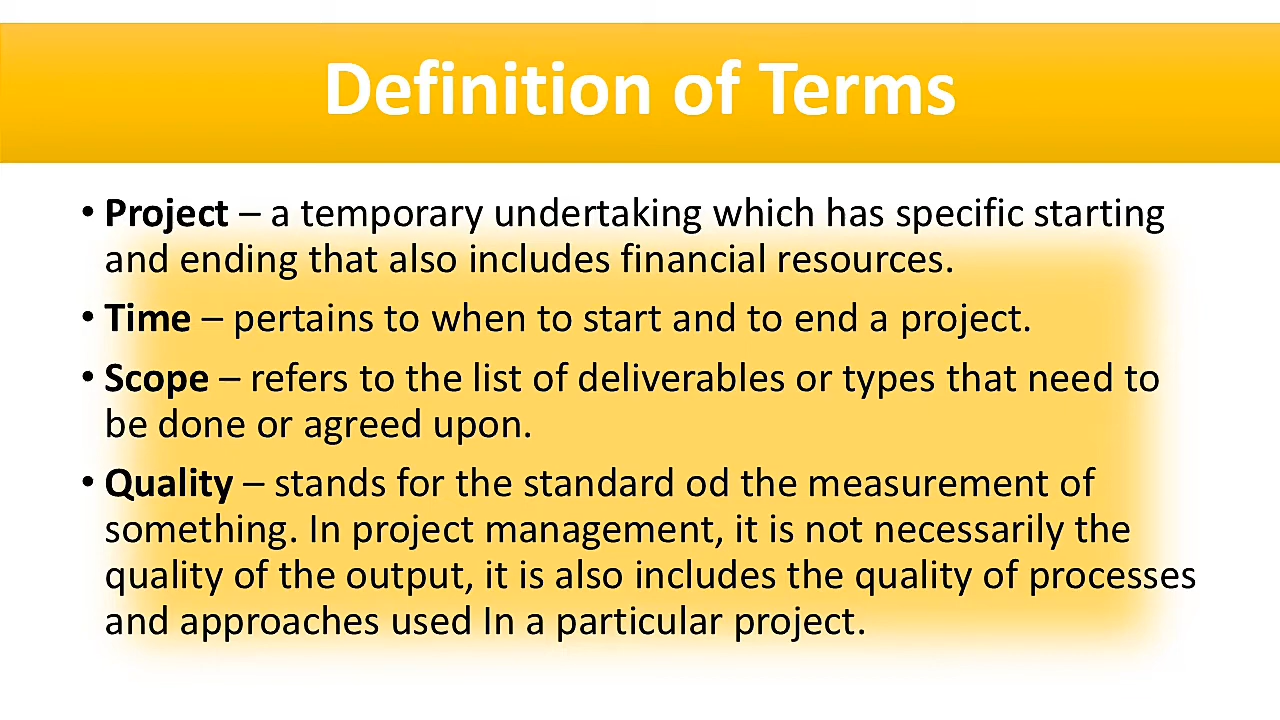 Definition of Terms
• Project – a temporary undertaking which has specific starting
and ending that also includes financial resources.
• Time – pertains to when to start and to end a project.
• Scope – refers to the list of deliverables or types that need to
be done or agreed upon.
• Quality – stands for the standard od the measurement of
something. In project management, it is not necessarily the
quality of the output, it is also includes the quality of processes
and approaches used In a particular project.